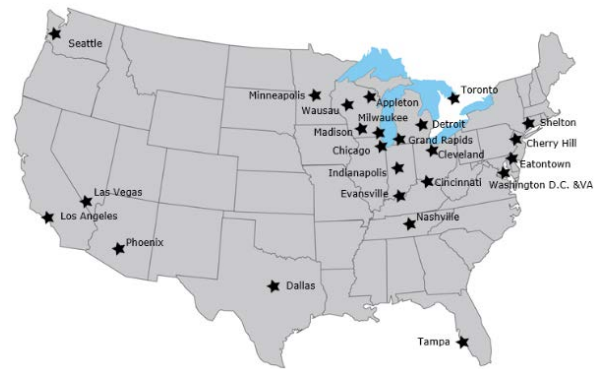 Seattle
Minneapolis
Toronto
Wausau
Appleton
Milwaukee
Madison
Detroit
Shelton
Grand Rapids
Cherry Hill
Chicago
Cleveland
Eatontown
Indianapolis
Cincinnati
Washington D.C. &VA
Evansville
Las Vegas
Los Angeles
Nashville
Phoenix
Dallas
Tampa